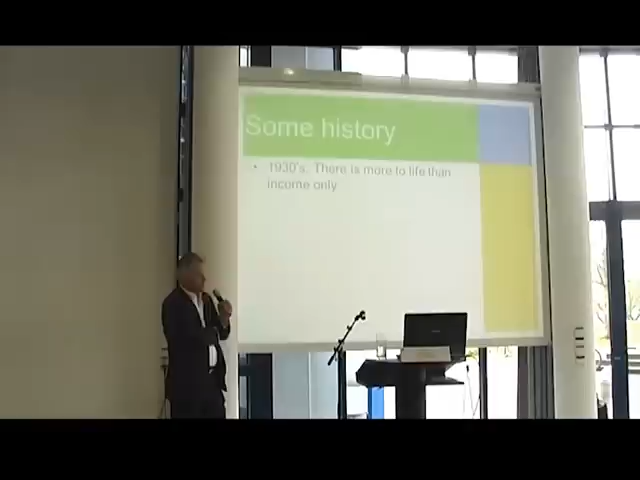 Some history
• 1930's: There is more to life than
income only